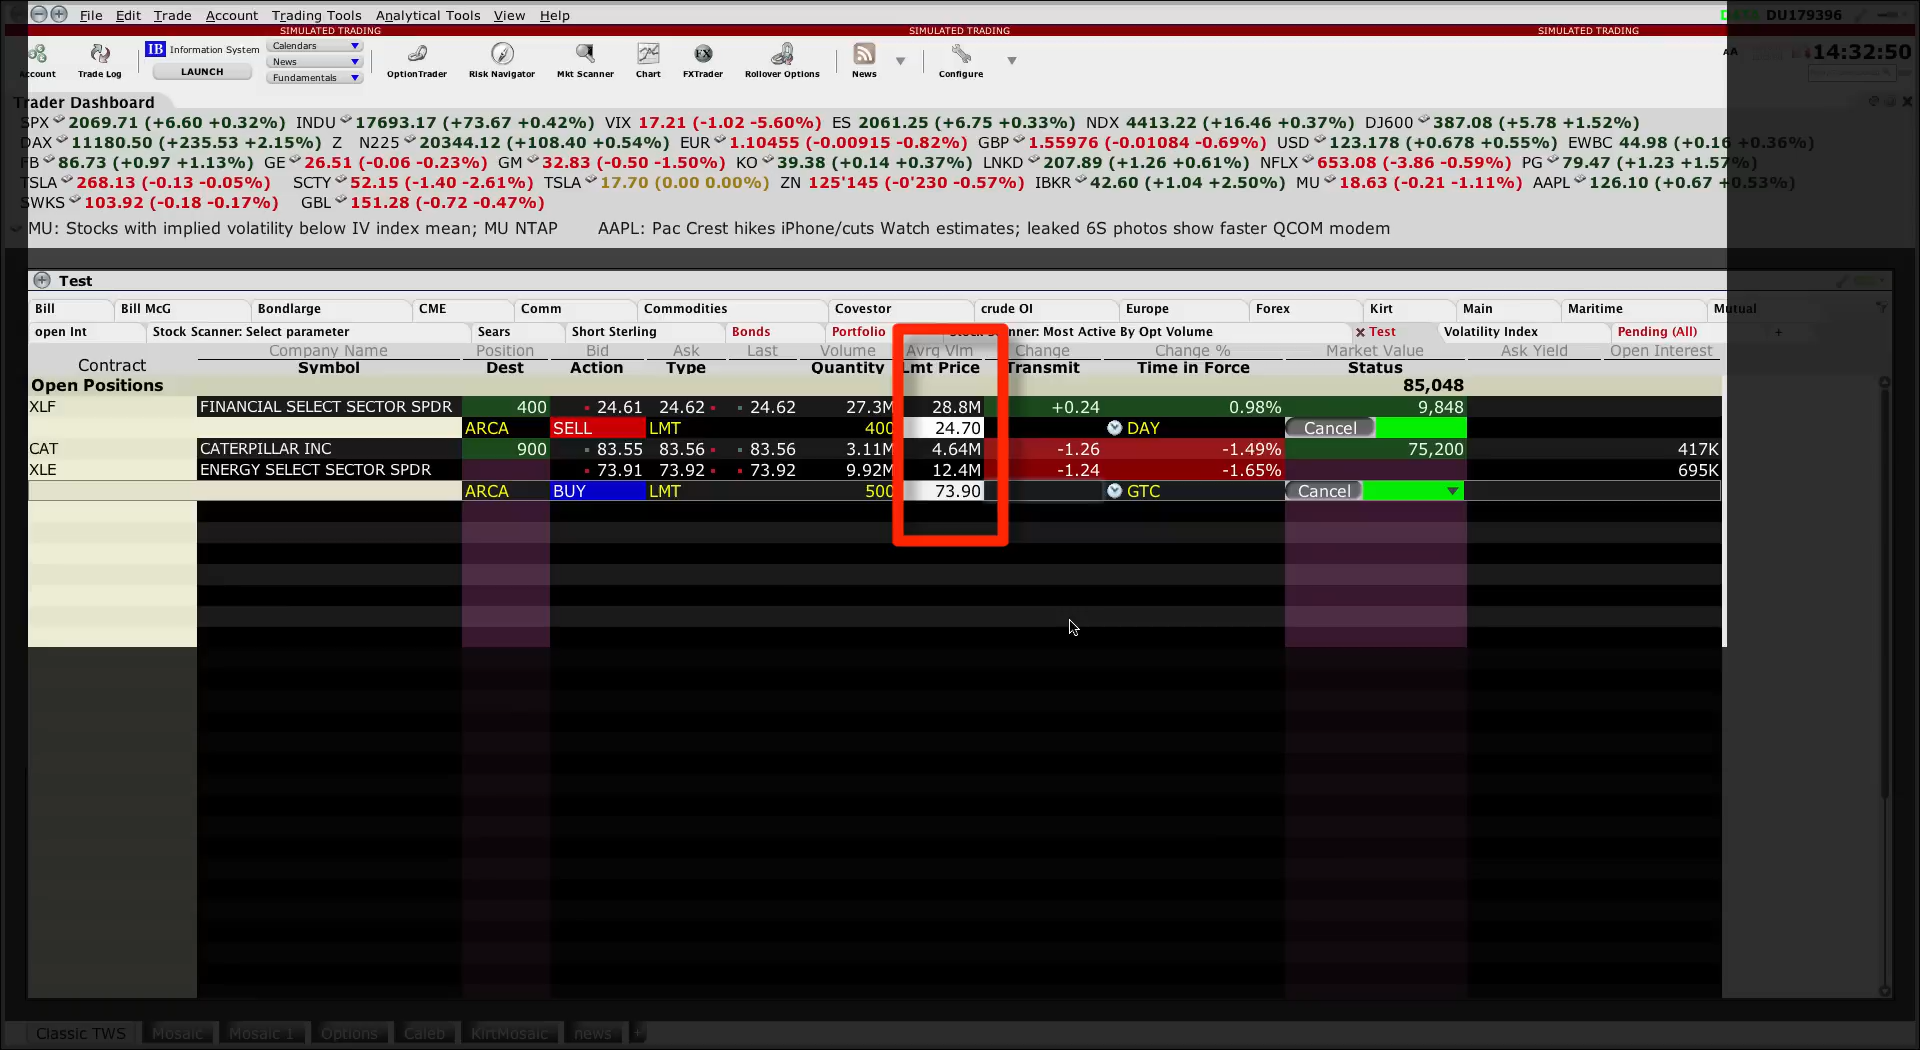 File Edit Trade Account Trading Tools Analytical Tools View Help DU179396
SIMULATED TRADING SIMULATED TRADING SIMULATED TRADING
Account Trade Log IB Information System LAUNCH Calendars News Fundamentals OptionTrader Risk Navigator Mkt Scanner Chart FX FXTrader Rollover Options News Configure AA 14:32:50
Trader Dashboard
SPX 2069.71 (+6.60 +0.32%) INDU 17693.17 (+73.67 +0.42%) VIX 17.21 (-1.02 -5.60%) ES 2061.25 (+6.75 +0.33%) NDX 4413.22 (+16.46 +0.37%) DJ600 387.08 (+5.78 +1.52%)
DAX 11180.50 (+235.53 +2.15%) Z N225 20344.12 (+108.40 +0.54%) EUR 1.10455 (-0.00915 -0.82%) GBP 1.55976 (-0.01084 -0.69%) USD 123.178 (+0.678 +0.55%) EWBC 44.98 (+0.16 +0.36%)
FB 86.73 (+0.97 +1.13%) GE 26.51 (-0.06 -0.23%) GM 32.83 (-0.50 -1.50%) KO 39.38 (+0.14 +0.37%) LNKD 207.89 (+1.26 +0.61%) NFLX 653.08 (-3.86 -0.59%) PG 79.47 (+1.23 +1.57%)
TSLA 268.13 (-0.13 -0.05%) SCTY 52.15 (-1.40 -2.61%) TSLA 17.70 (0.00 0.00%) ZN 125'145 (-0'230 -0.57%) IBKR 42.60 (+1.04 +2.50%) MU 18.63 (-0.21 -1.11%) AAPL 126.10 (+0.67 +0.53%)
SWKS 103.92 (-0.18 -0.17%) GBL 151.28 (-0.72 -0.47%)
MU: Stocks with implied volatility below IV index mean; MU NTAP AAPL: Pac Crest hikes iPhone/cuts Watch estimates; leaked 6S photos show faster QCOM modem
Test
Bill Bill McG Bondlarge CME Comm Commodities Covestor crude OI Europe Forex Kirt Main Maritime Mutual
open Int Stock Scanner: Select parameter Sears Short Sterling Bonds Portfolio Most Active By Opt Volume Test Volatility Index Pending (All) +
Company Name Position Bid Ask Last Volume Avrg Vlm Change Change % Market Value Ask Yield Open Interest
Contract Symbol Dest Action Type Quantity Lmt Price Transmit Time in Force Status
Open Positions 85,048
XLF FINANCIAL SELECT SECTOR SPDR 400 24.61 24.62 24.62 27.3M 28.8M +0.24 0.98% 9,848
ARCA SELL LMT 400 24.70 DAY Cancel
CAT CATERPILLAR INC 900 83.55 83.56 83.56 3.11M 4.64M -1.26 -1.49% 75,200 417K
XLE ENERGY SELECT SECTOR SPDR 73.91 73.92 73.92 9.92M 12.4M -1.24 -1.65% 695K
ARCA BUY LMT 500 73.90 GTC Cancel
Classic TWS Mosaic Mosaic 1 Options Caleb KirtMosaic news +